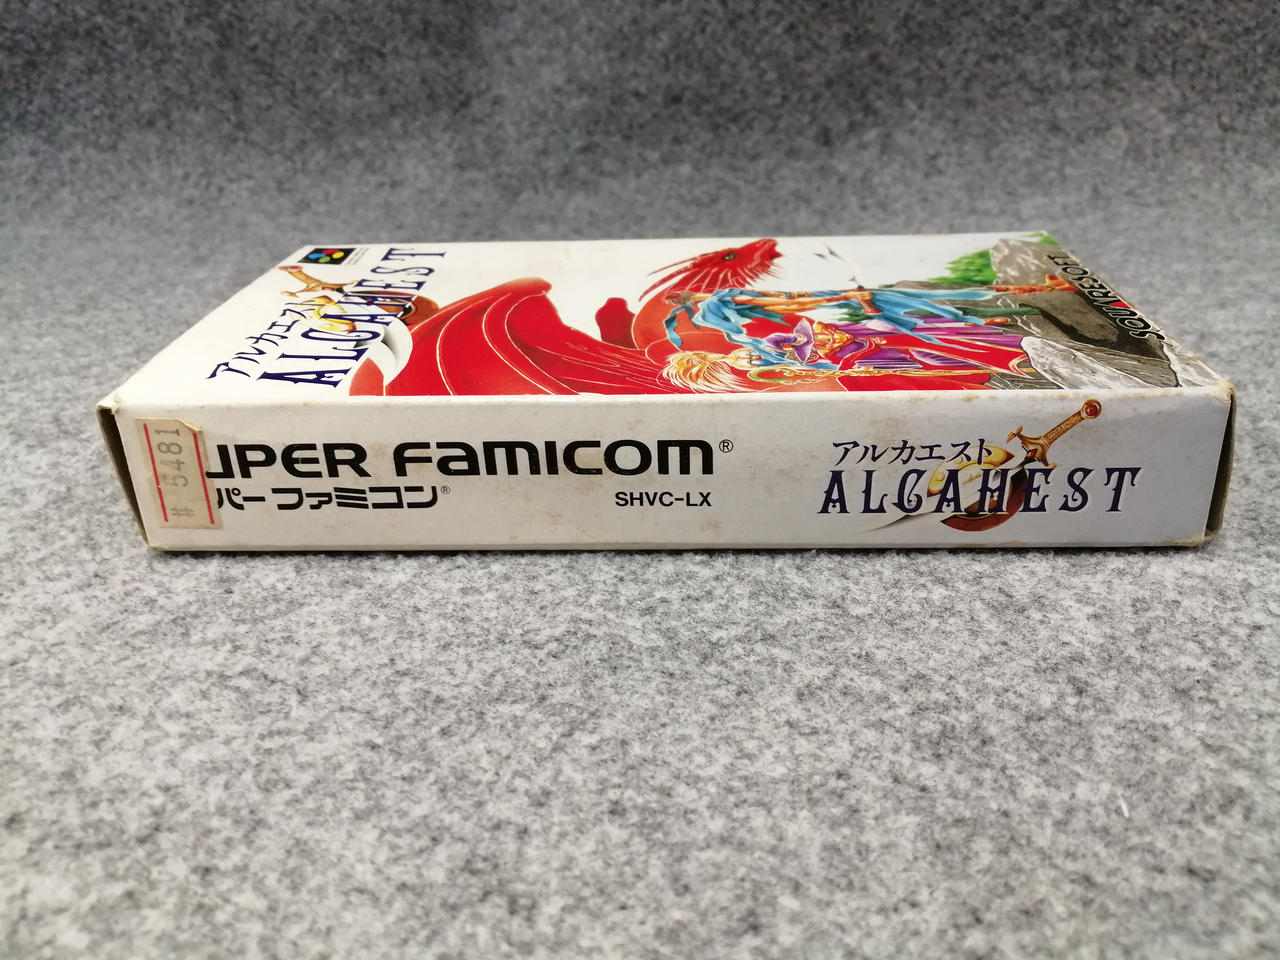 アルカエスト
ALCAHEST
SQUARESOFT
# 5481
UPER FAMICOM®
パーファミコン®
SHVC-LX
アルカエスト
ALCAHEST